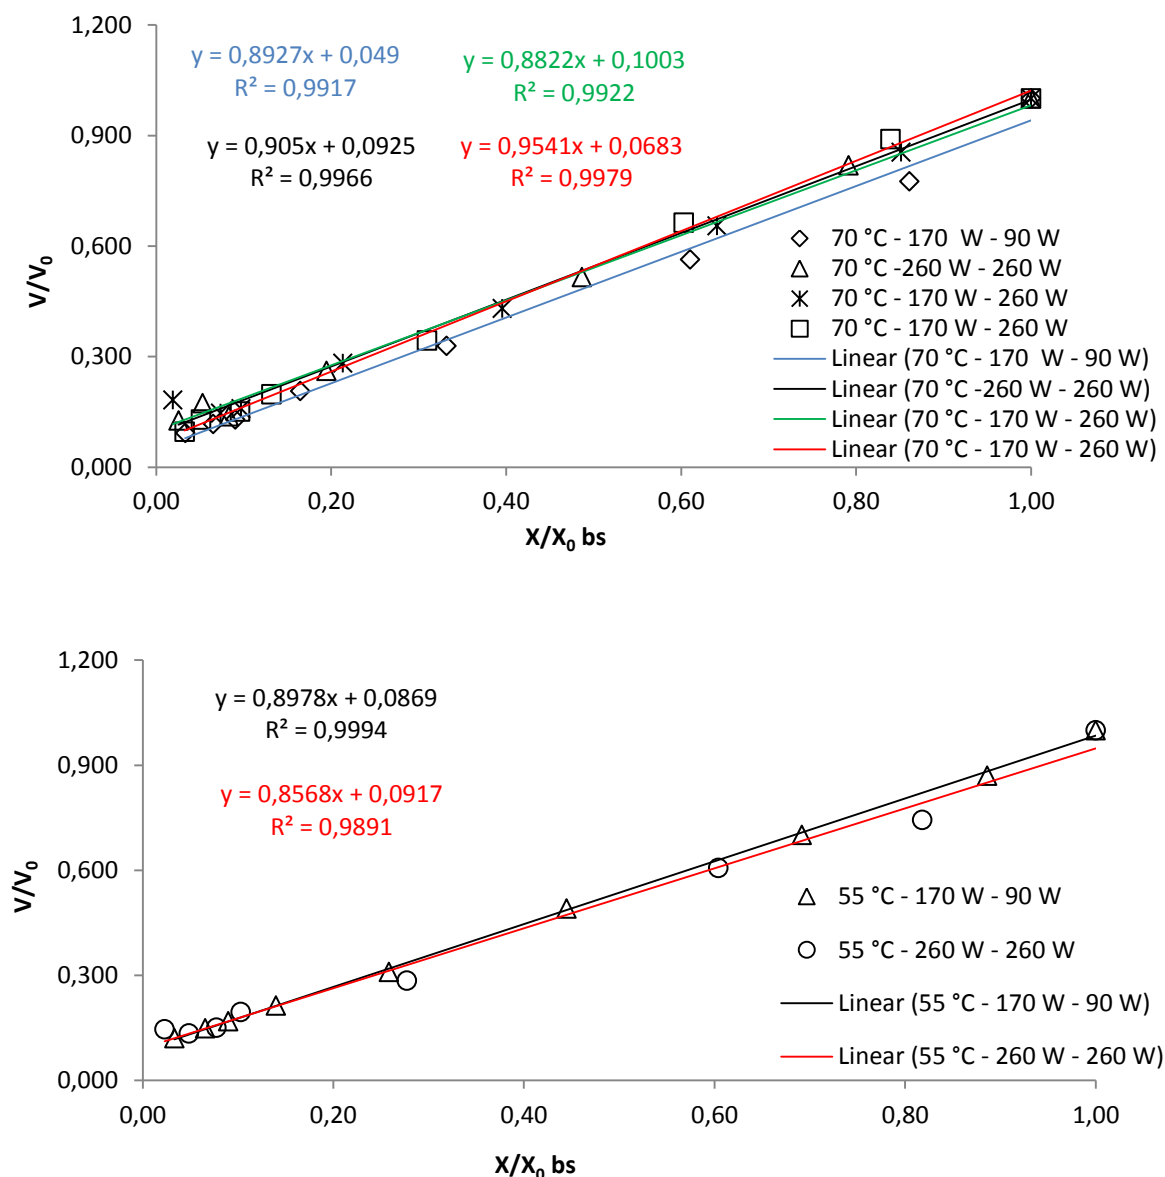 1,200
0,900
0,600
0,300
0,000
V/V₀
y = 0,8927x + 0,049
R² = 0,9917
y = 0,8822x + 0,1003
R² = 0,9922
y = 0,905x + 0,0925
R² = 0,9966
y = 0,9541x + 0,0683
R² = 0,9979
70 °C - 170  W - 90 W
70 °C -260 W - 260 W
70 °C - 170 W - 260 W
70 °C - 170 W - 260 W
Linear (70 °C - 170  W - 90 W)
Linear (70 °C -260 W - 260 W)
Linear (70 °C - 170 W - 260 W)
Linear (70 °C - 170 W - 260 W)
0,00 0,20 0,40 0,60 0,80 1,00
X/X₀ bs
1,200
0,900
0,600
0,300
0,000
V/V₀
y = 0,8978x + 0,0869
R² = 0,9994
y = 0,8568x + 0,0917
R² = 0,9891
55 °C - 170 W - 90 W
55 °C - 260 W - 260 W
Linear (55 °C - 170 W - 90 W)
Linear (55 °C - 260 W - 260 W)
0,00 0,20 0,40 0,60 0,80 1,00
X/X₀ bs